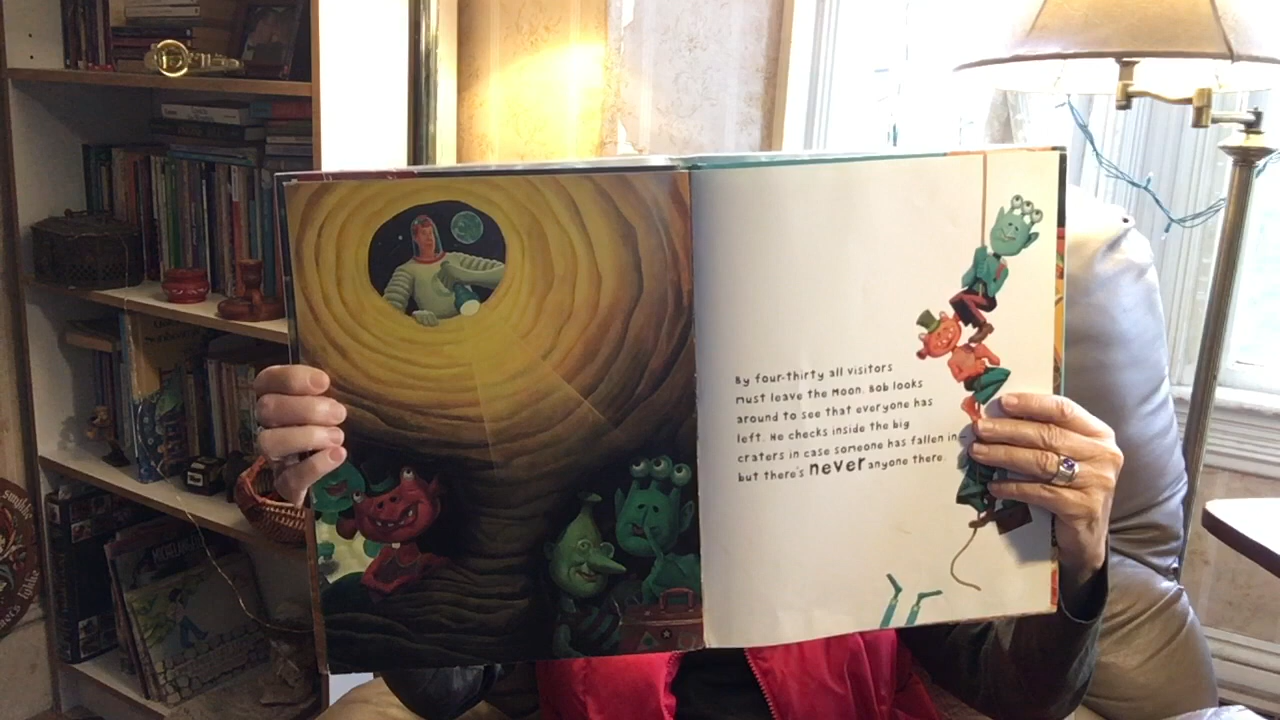 By four-thirty all visitors
must leave the Moon. Bob looks
around to see that everyone has
left. He checks inside the big
craters in case someone has fallen in—
but there's never anyone there.